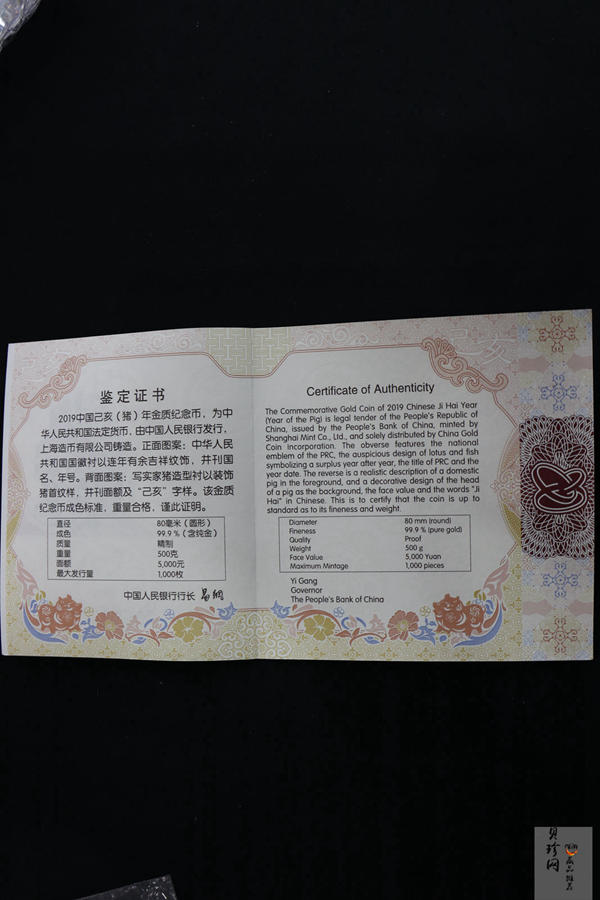 鉴定证书
2019中国己亥（猪）年金质纪念币，为中
华人民共和国法定货币，由中国人民银行发行，
上海造币有限公司铸造。正面图案：中华人民
共和国国徽衬以连年有余吉祥纹饰，并刊国
名、年号。背面图案：写实家猪造型衬以装饰
猪首纹样，并刊面额及“己亥”字样。该金质
纪念币成色标准，重量合格，谨此证明。
直径 80毫米（圆形）
成色 99.9 %（含纯金）
质量 精制
重量 500克
面额 5,000元
最大发行量 1,000枚
中国人民银行行长 易纲
Certificate of Authenticity
The Commemorative Gold Coin of 2019 Chinese Ji Hai Year
(Year of the Pig) is legal tender of the People's Republic of
China, issued by the People's Bank of China, minted by
Shanghai Mint Co., Ltd., and solely distributed by China Gold
Coin incorporation. The obverse features the national
emblem of the PRC, the auspicious design of lotus and fish
symbolizing a surplus year after year, the title of PRC and the
year date. The reverse is a realistic description of a domestic
pig in the foreground, and a decorative design of the head
of a pig as the background, the face value and the words "Ji
Hai" in Chinese. This is to certify that the coin is up to
standard as to its fineness and weight.
Diameter 80 mm (round)
Fineness 99.9 % (pure gold)
Quality Proof
Weight 500 g
Face Value 5,000 Yuan
Maximum Mintage 1,000 pieces
Yi Gang
Governor
The People's Bank of China
己亥
贝珍网
藏品推荐